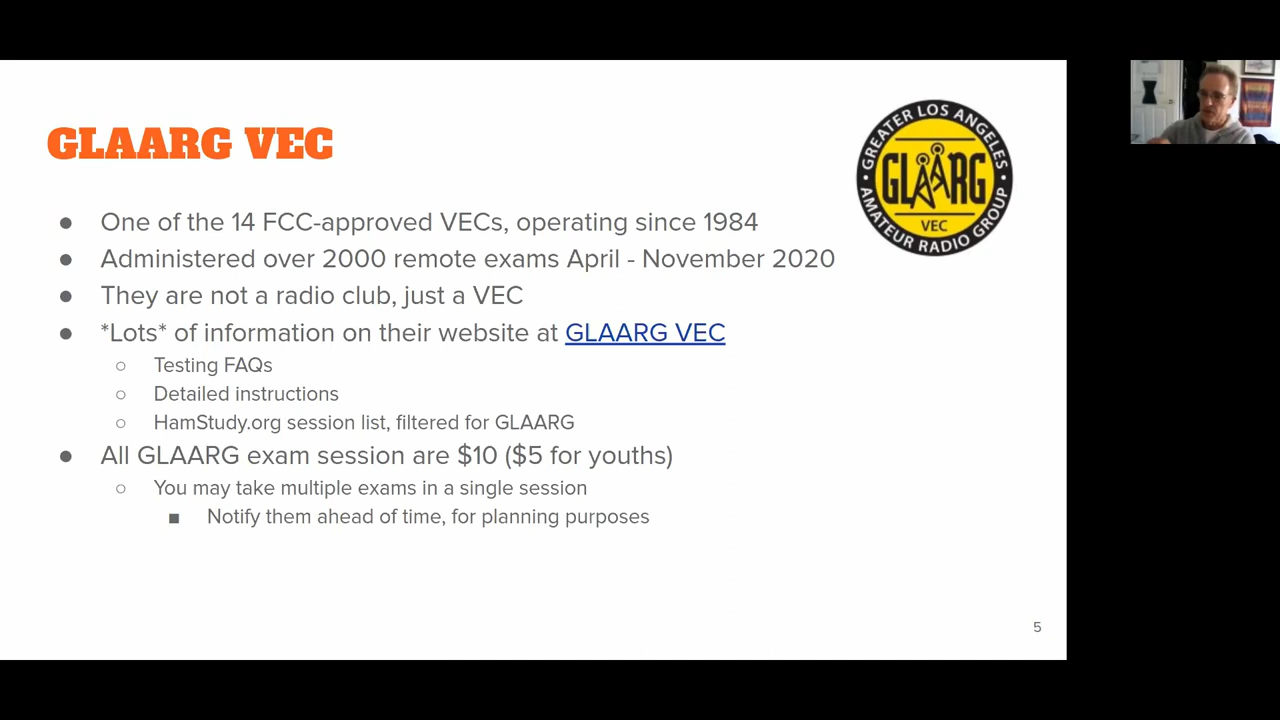 GLAARG VEC
GREATER LOS ANGELES
GLAARG
VEC
AMATEUR RADIO GROUP
● One of the 14 FCC-approved VECs, operating since 1984
● Administered over 2000 remote exams April - November 2020
● They are not a radio club, just a VEC
● *Lots* of information on their website at GLAARG VEC
○ Testing FAQs
○ Detailed instructions
○ HamStudy.org session list, filtered for GLAARG
● All GLAARG exam session are $10 ($5 for youths)
○ You may take multiple exams in a single session
■ Notify them ahead of time, for planning purposes
5